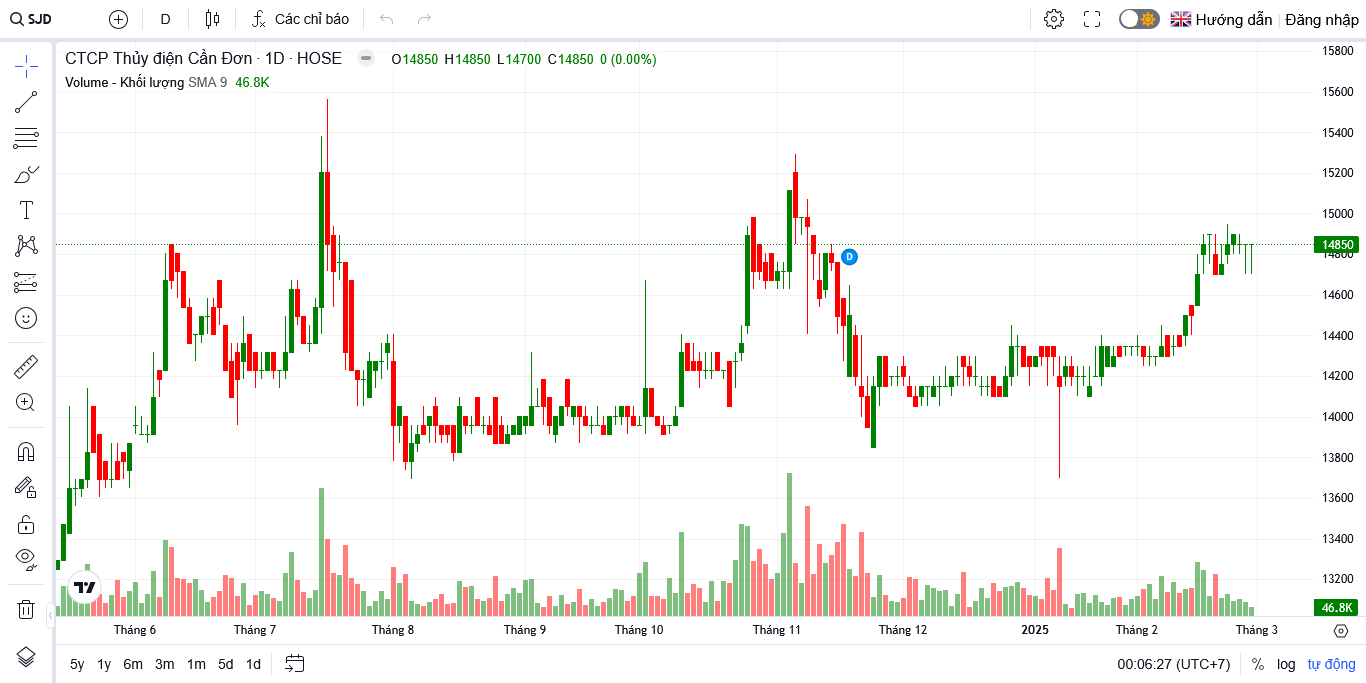 SJD D Các chỉ báo Hướng dẫn Đăng nhập
CTCP Thủy điện Cần Đơn · 1D · HOSE O14850 H14850 L14700 C14850 0 (0.00%)
Volume - Khối lượng SMA 9 46.8K
15800
15600
15400
15200
15000
14850
14800
14600
14400
14200
14000
13800
13600
13400
13200
46.8K
D
Tháng 6 Tháng 7 Tháng 8 Tháng 9 Tháng 10 Tháng 11 Tháng 12 2025 Tháng 2 Tháng 3
5y 1y 6m 3m 1m 5d 1d 00:06:27 (UTC+7) % log tự động